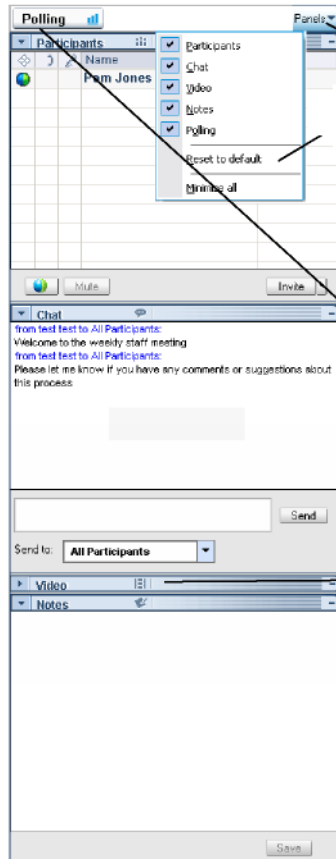 Polling
Panels
Participants
Name
Pam Jones
Participants
Chat
Video
Notes
Polling
Reset to default
Minimize all
Mute
Invite
Chat
from test test to All Participants:
Welcome to the weekly staff meeting
from test test to All Participants:
Please let me know if you have any comments or suggestions about
this process
Send
Send to: All Participants
Video
Notes
Save